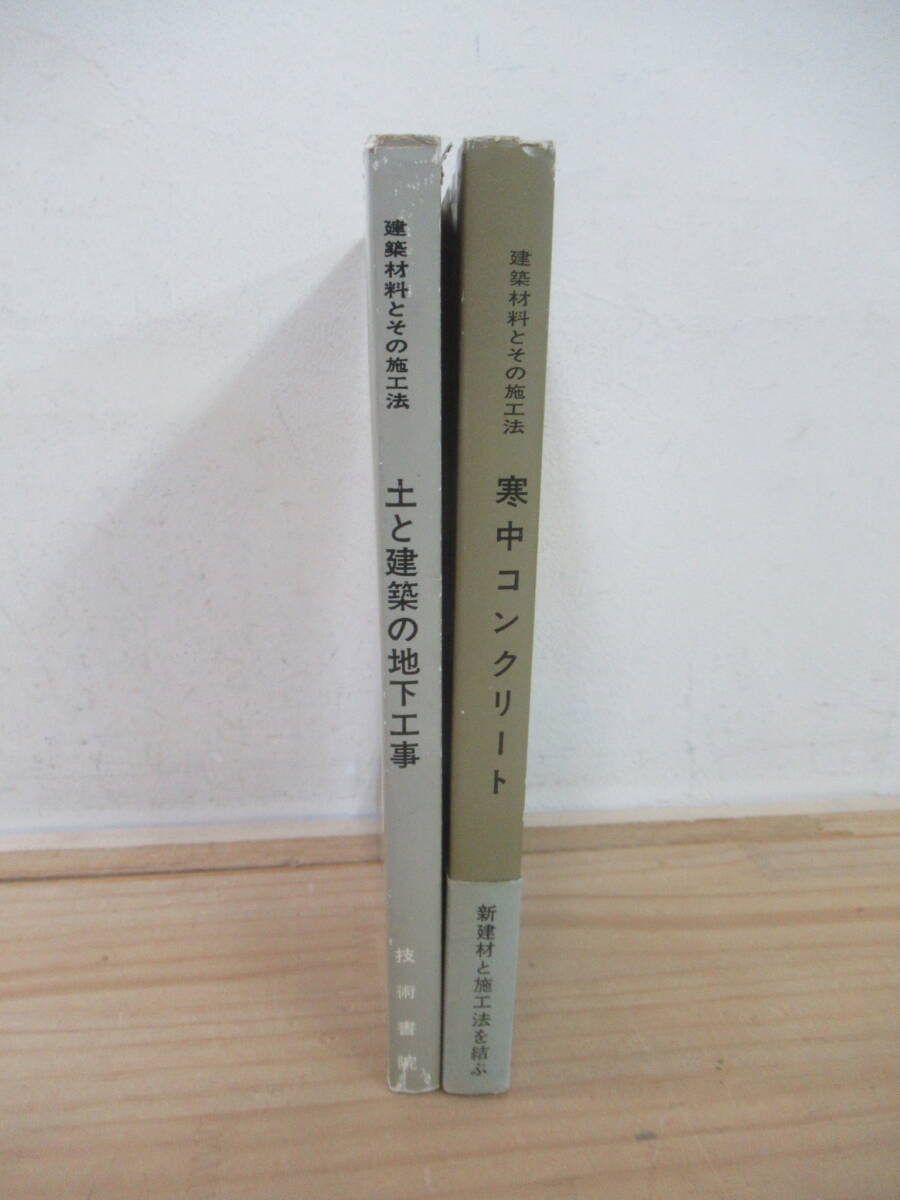 建築材料とその施工法
土と建築の地下工事
技術書院
建築材料とその施工法
寒中コンクリート
新建材と施工法を結ぶ